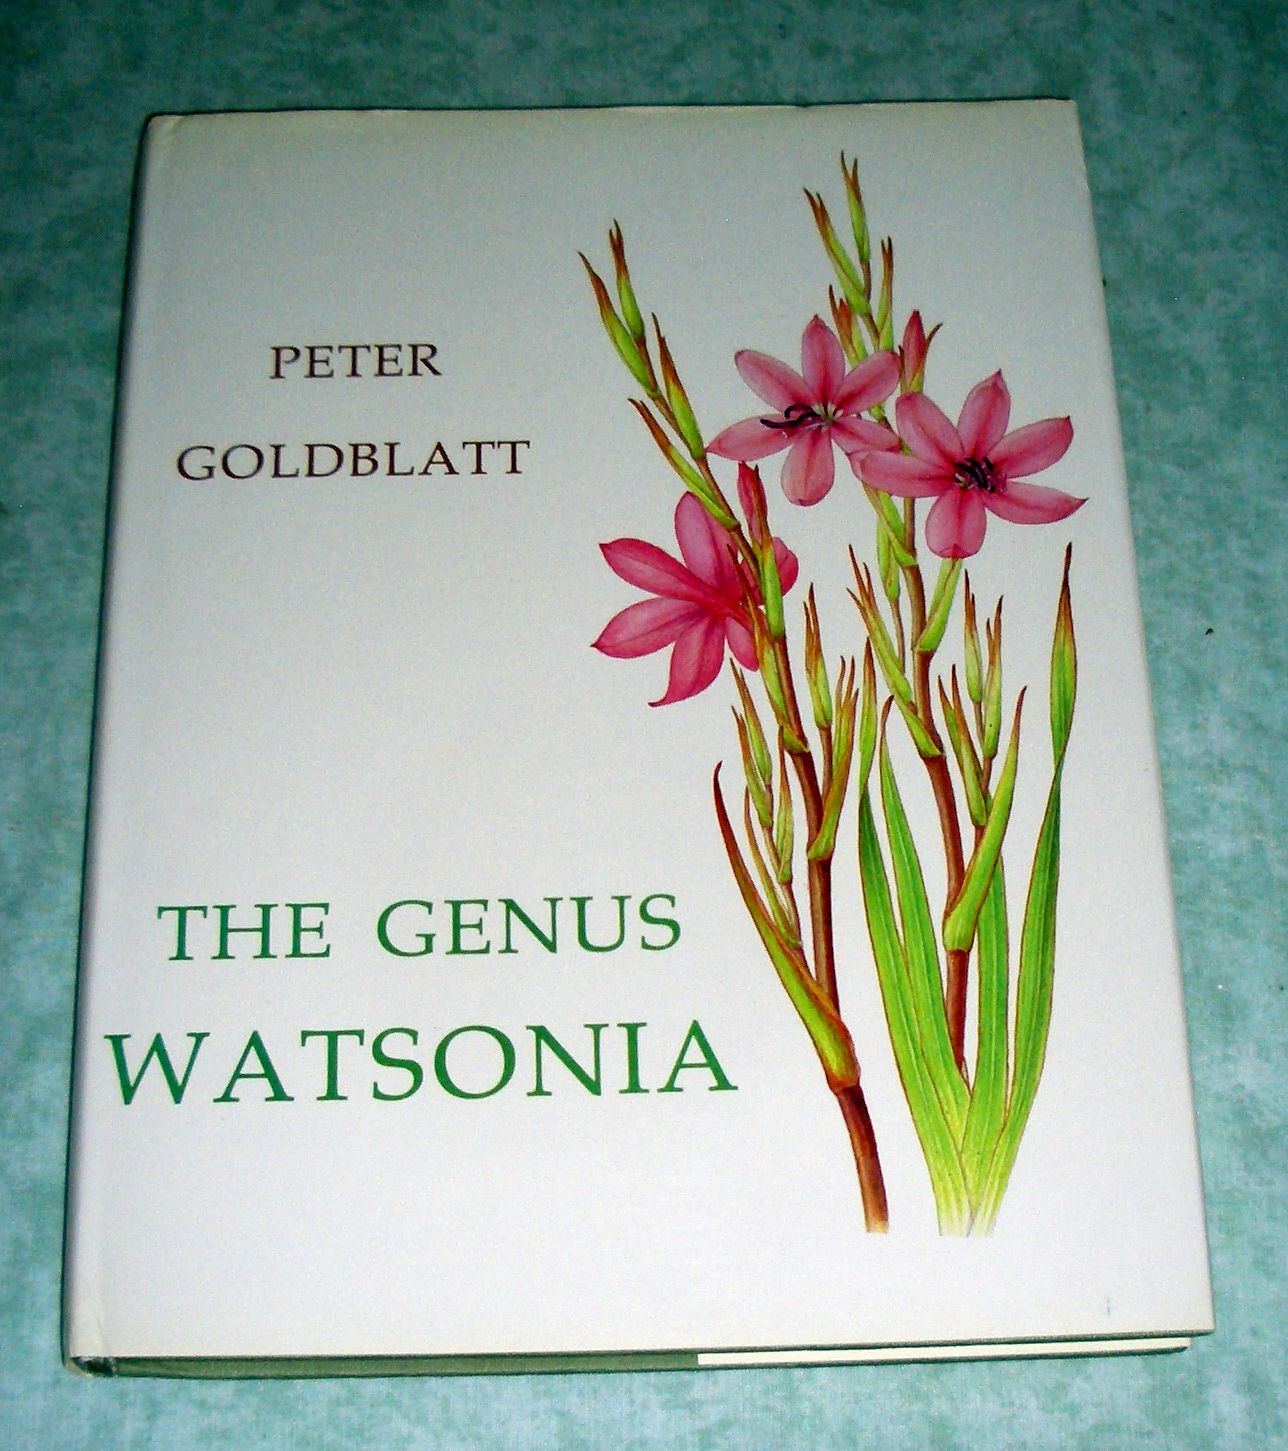 PETER
GOLDBLATT
THE GENUS
WATSONIA